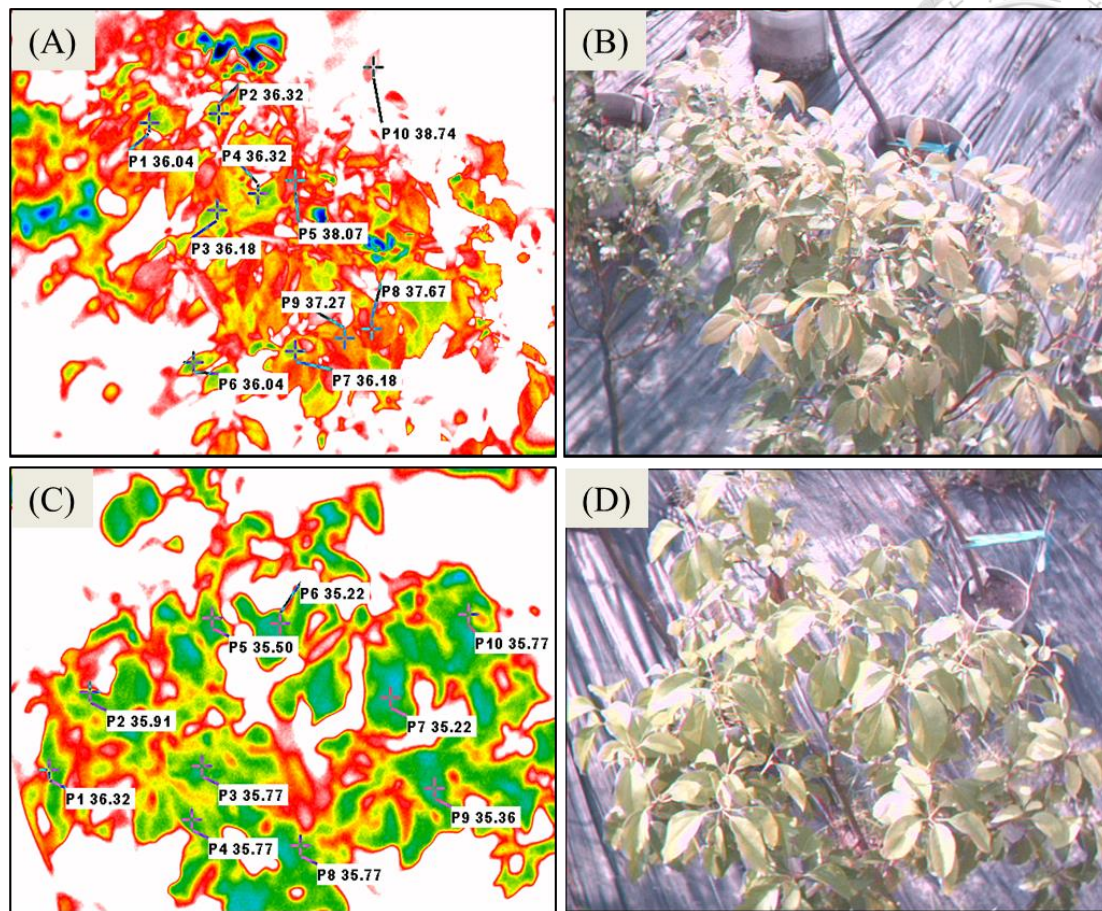 (A)
P2 36.32
P10 38.74
P1 36.04
P4 36.32
P3 36.18
P5 38.07
P9 37.27
P8 37.67
P6 36.04
P7 36.18
(B)
(C)
P6 35.22
P5 35.50
P10 35.77
P2 35.91
P7 35.22
P1 36.32
P3 35.77
P9 35.36
P4 35.77
P8 35.77
(D)